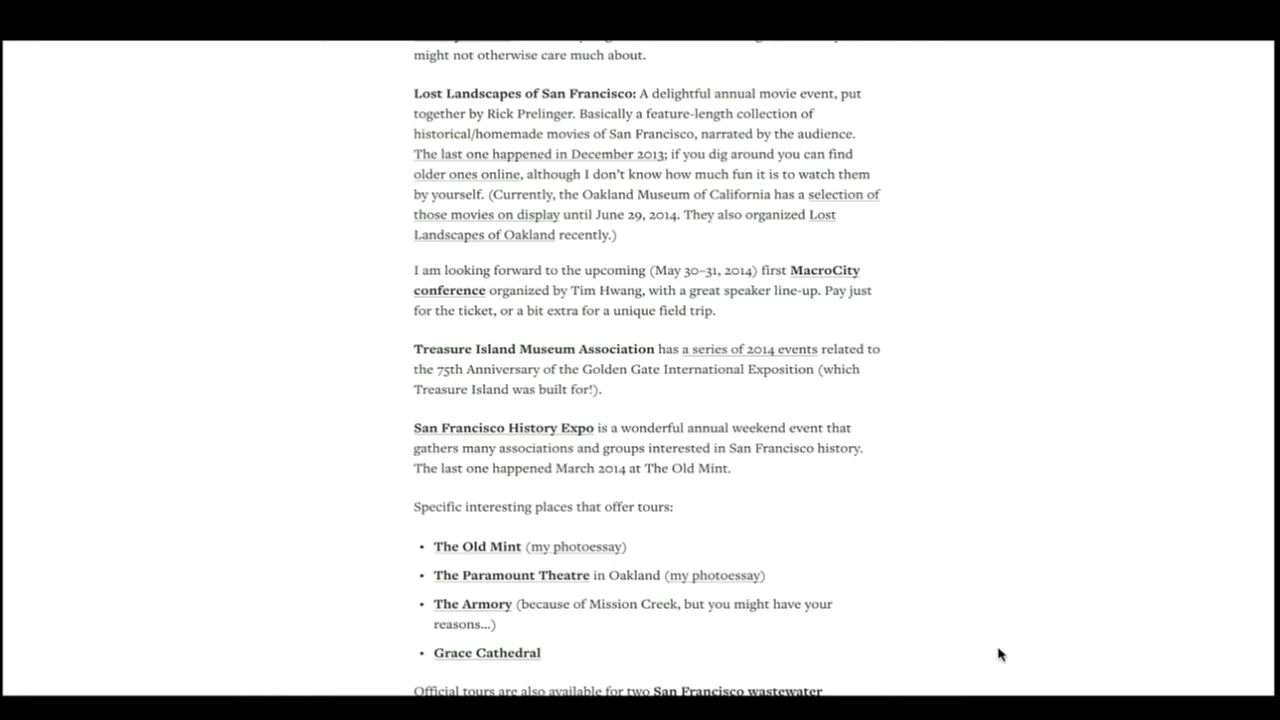 might not otherwise care much about.
Lost Landscapes of San Francisco: A delightful annual movie event, put
together by Rick Prelinger. Basically a feature-length collection of
historical/homemade movies of San Francisco, narrated by the audience.
The last one happened in December 2013; if you dig around you can find
older ones online, although I don't know how much fun it is to watch them
by yourself. (Currently, the Oakland Museum of California has a selection of
those movies on display until June 29, 2014. They also organized Lost
Landscapes of Oakland recently.)
I am looking forward to the upcoming (May 30–31, 2014) first MacroCity
conference organized by Tim Hwang, with a great speaker line-up. Pay just
for the ticket, or a bit extra for a unique field trip.
Treasure Island Museum Association has a series of 2014 events related to
the 75th Anniversary of the Golden Gate International Exposition (which
Treasure Island was built for!).
San Francisco History Expo is a wonderful annual weekend event that
gathers many associations and groups interested in San Francisco history.
The last one happened March 2014 at The Old Mint.
Specific interesting places that offer tours:
• The Old Mint (my photoessay)
• The Paramount Theatre in Oakland (my photoessay)
• The Armory (because of Mission Creek, but you might have your
reasons…)
• Grace Cathedral
Official tours are also available for two San Francisco wastewater